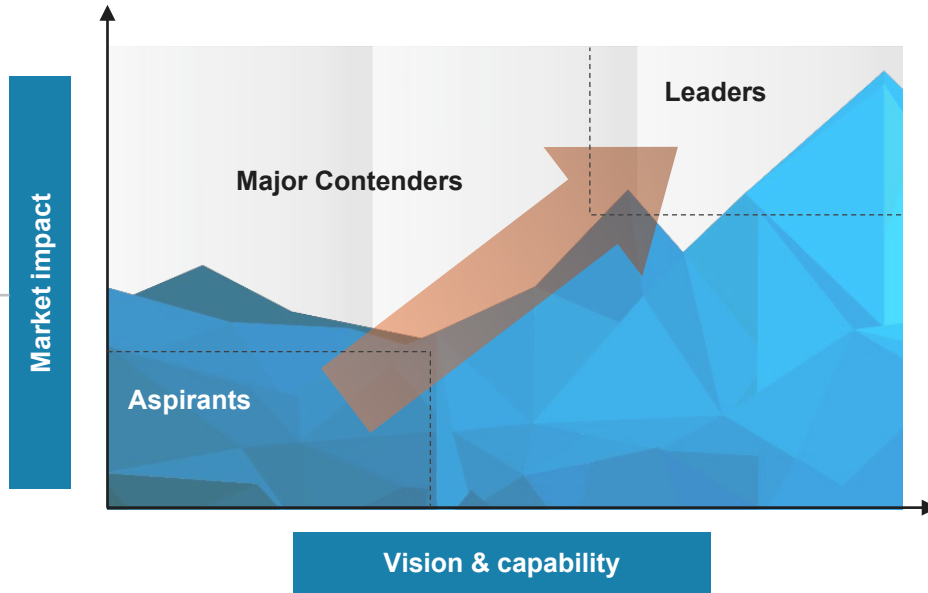 Leaders
Major Contenders
Market impact
Aspirants
Vision & capability